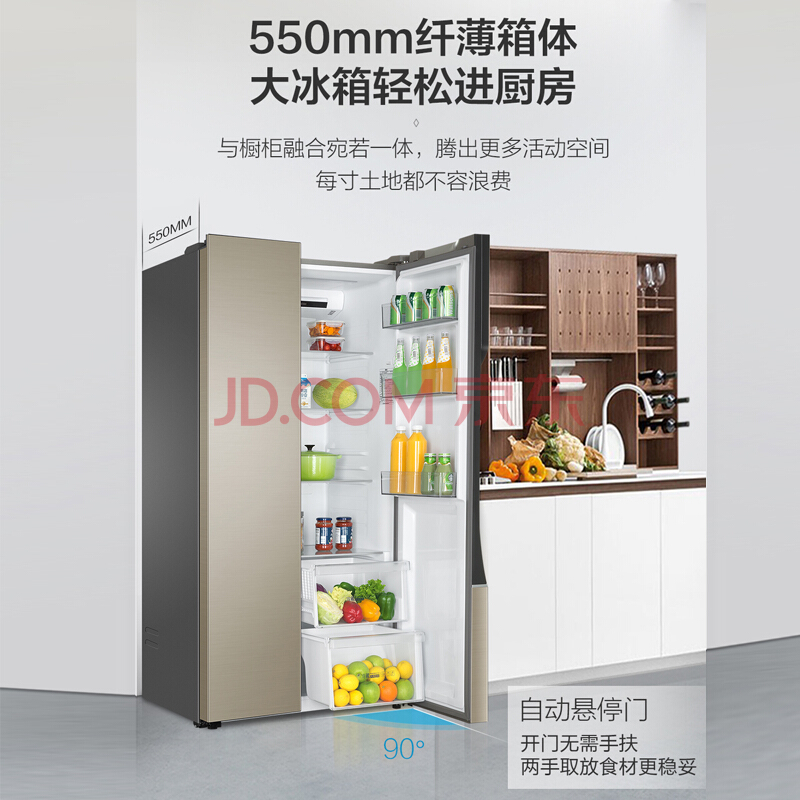 550mm纤薄箱体
大冰箱轻松进厨房
与橱柜融合宛若一体，腾出更多活动空间
每寸土地都不容浪费
550MM
JD.COM 京东
90°
自动悬停门
开门无需手扶
两手取放食材更稳妥